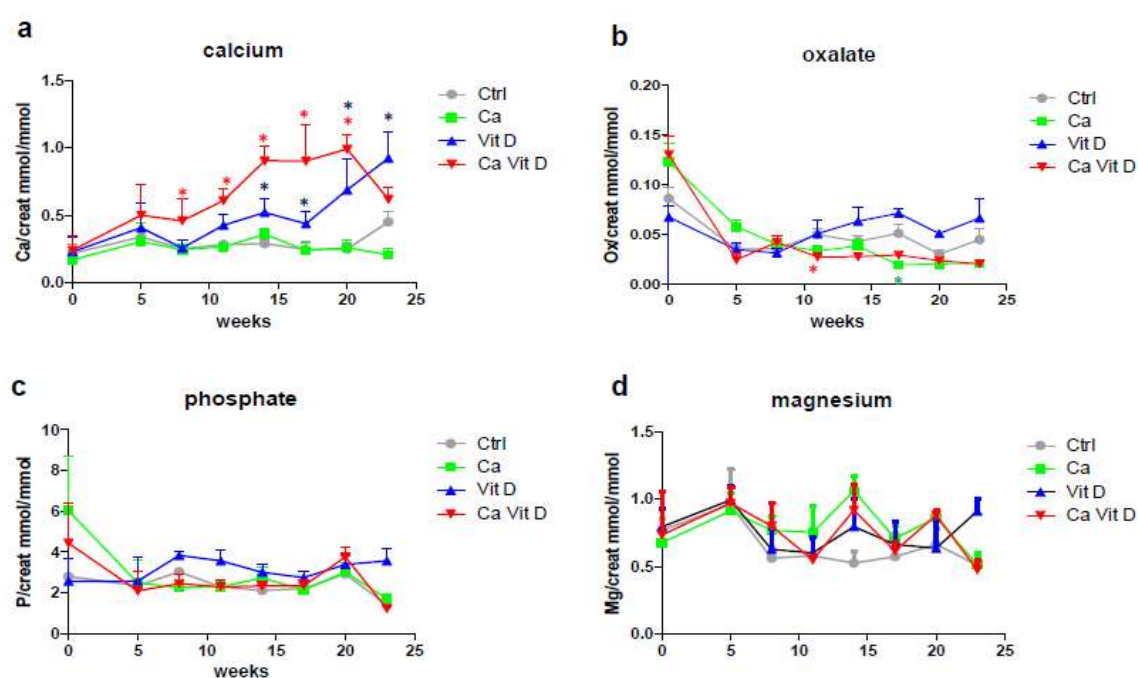 a
calcium
Ca/creat mmol/mmol
1.5
1.0
0.5
0.0
0 5 10 15 20 25
weeks
Ctrl
Ca
Vit D
Ca Vit D
* * * * * *
* * * *
b
oxalate
Ox/creat mmol/mmol
0.20
0.15
0.10
0.05
0.00
0 5 10 15 20 25
weeks
Ctrl
Ca
Vit D
Ca Vit D
* *
c
phosphate
P/creat mmol/mmol
10
8
6
4
2
0
0 5 10 15 20 25
weeks
Ctrl
Ca
Vit D
Ca Vit D
d
magnesium
Mg/creat mmol/mmol
1.5
1.0
0.5
0.0
0 5 10 15 20 25
Ctrl
Ca
Vit D
Ca Vit D